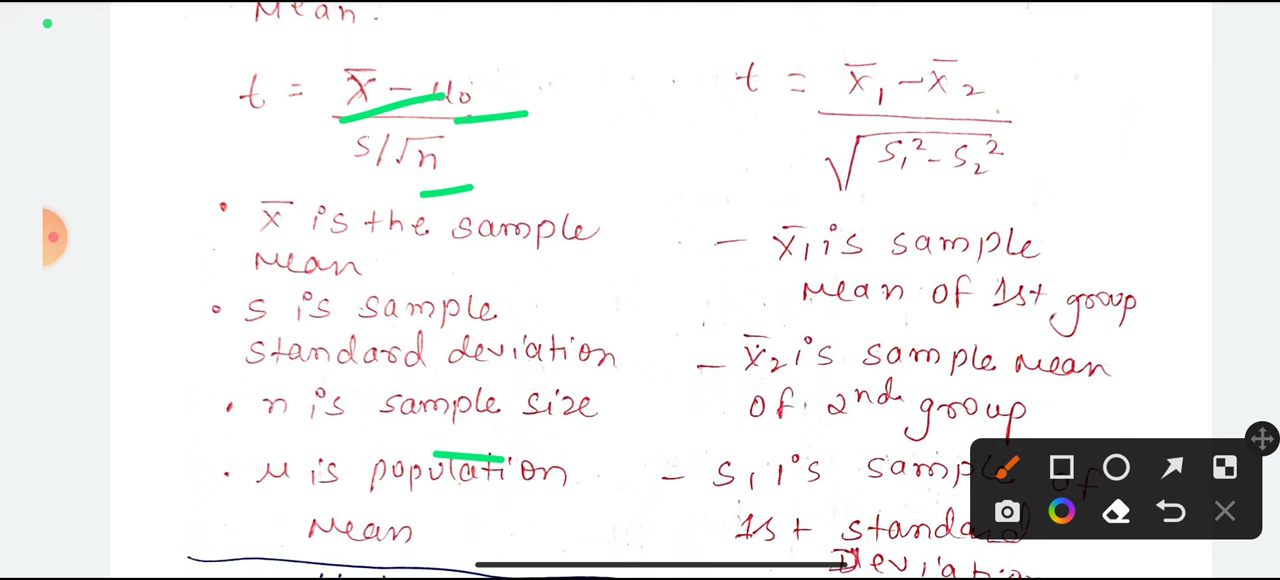 Mean.
t = x̄ - μ₀
s/√n
• x̄ is the sample
Mean
• s is sample
standard deviation
• n is sample size
• μ is population
Mean
t = x̄₁ - x̄₂
√s₁² - s₂²
- x̄₁ is sample
Mean of 1st group
- x̄₂ is sample Mean
of 2nd group
- s₁ is sample of
1st standard
Deviation